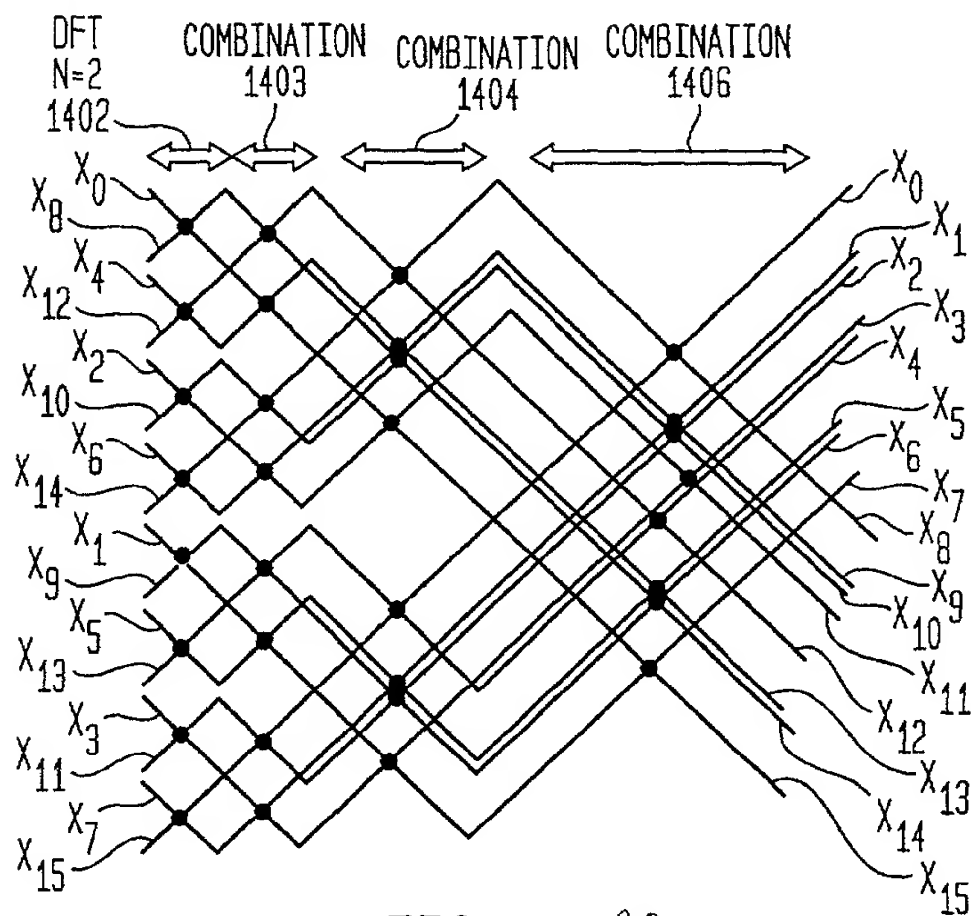 DFT
N=2
1402
COMBINATION
1403
COMBINATION
1404
COMBINATION
1406
X0
X8
X4
X12
X2
X10
X6
X14
X1
X9
X5
X13
X3
X11
X7
X15
X0
X1
X2
X3
X4
X5
X6
X7
X8
X9
X10
X11
X12
X13
X14
X15